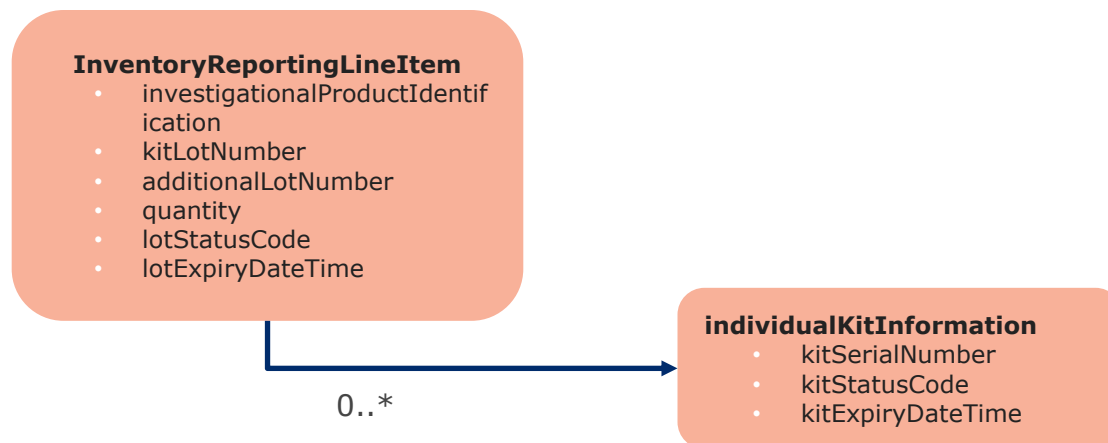 InventoryReportingLineItem
• investigationalProductIdentif
ication
• kitLotNumber
• additionalLotNumber
• quantity
• lotStatusCode
• lotExpiryDateTime
0..*
individualKitInformation
• kitSerialNumber
• kitStatusCode
• kitExpiryDateTime